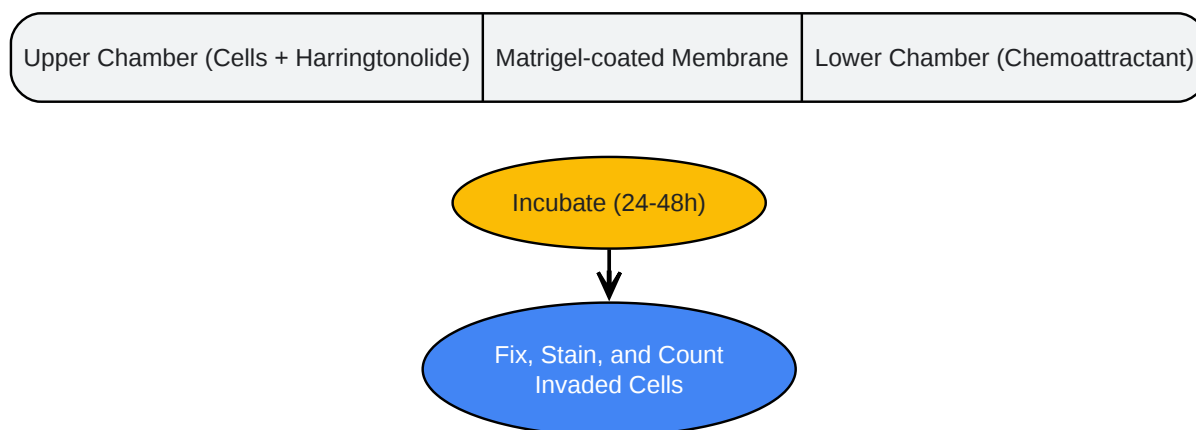 Upper Chamber (Cells + Harringtonolide)
Matrigel-coated Membrane
Lower Chamber (Chemoattractant)
Incubate (24-48h)
Fix, Stain, and Count
Invaded Cells